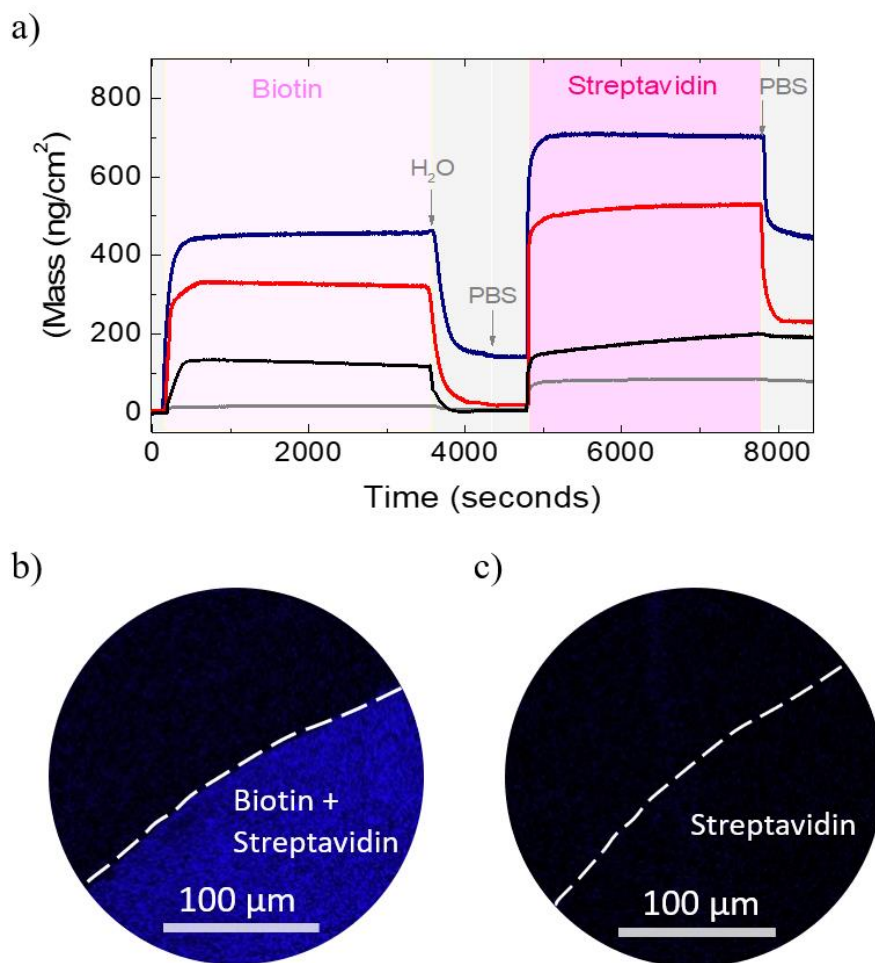 a)
800
600
400
200
0
(Mass (ng/cm²)
Biotin
H₂O
PBS
Streptavidin
PBS
0 2000 4000 6000 8000
Time (seconds)
b)
c)
Biotin +
Streptavidin
100 µm
Streptavidin
100 µm